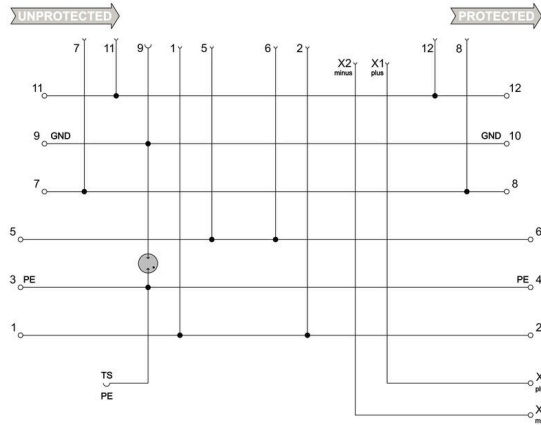 UNPROTECTED PROTECTED
7 11 9 1 5 6 2 12 8
X2 X1
minus plus
11 12
9 GND GND 10
7 8
5 6
3 PE PE 4
1 2
TS
PE